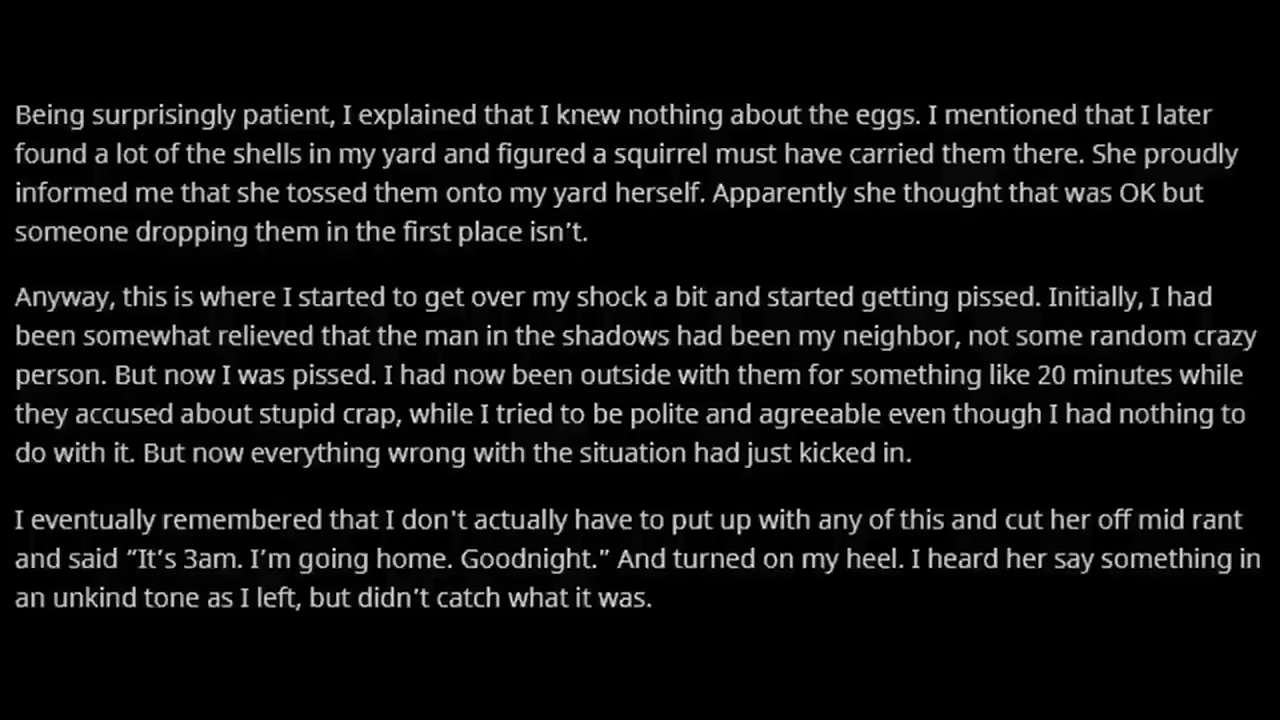 Being surprisingly patient, I explained that I knew nothing about the eggs. I mentioned that I later
found a lot of the shells in my yard and figured a squirrel must have carried them there. She proudly
informed me that she tossed them onto my yard herself. Apparently she thought that was OK but
someone dropping them in the first place isn’t.
Anyway, this is where I started to get over my shock a bit and started getting pissed. Initially, I had
been somewhat relieved that the man in the shadows had been my neighbor, not some random crazy
person. But now I was pissed. I had now been outside with them for something like 20 minutes while
they accused about stupid crap, while I tried to be polite and agreeable even though I had nothing to
do with it. But now everything wrong with the situation had just kicked in.
I eventually remembered that I don't actually have to put up with any of this and cut her off mid rant
and said “It’s 3am. I’m going home. Goodnight.” And turned on my heel. I heard her say something in
an unkind tone as I left, but didn’t catch what it was.